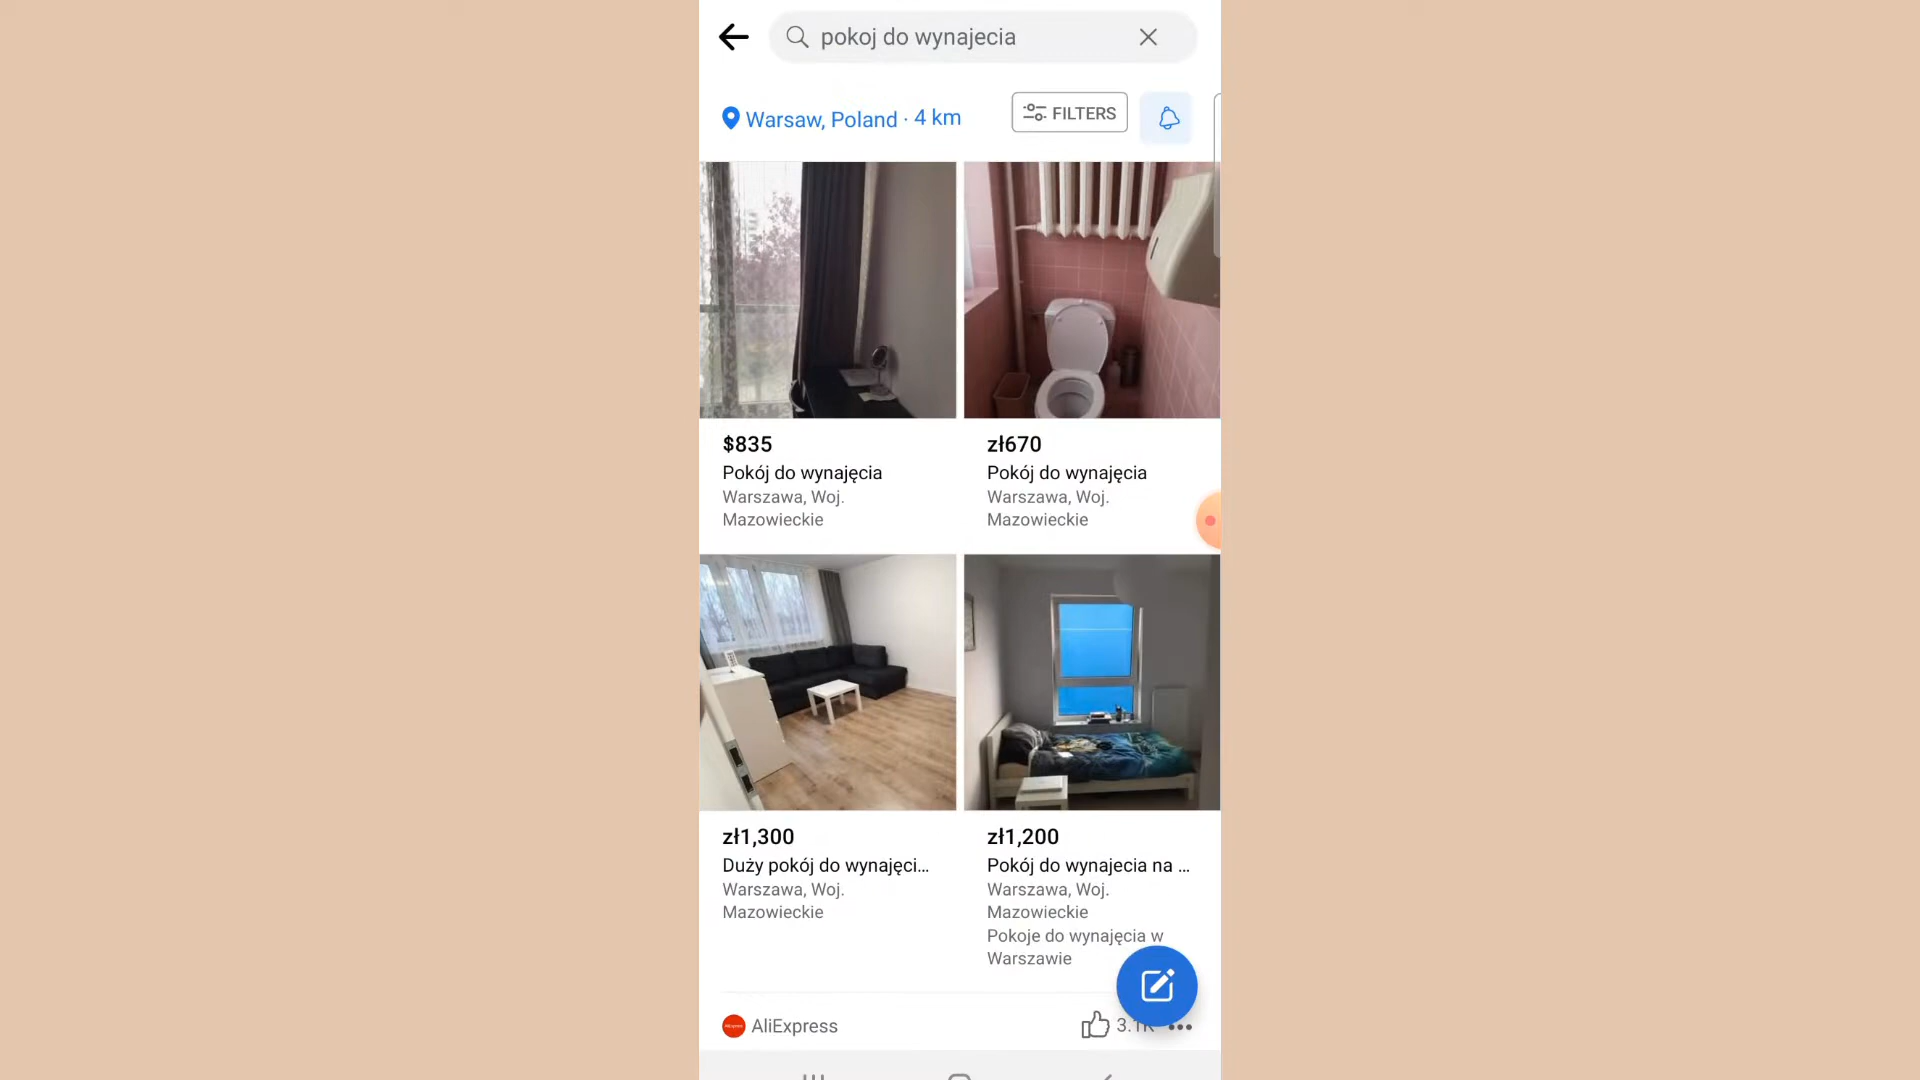 pokoj do wynajecia
Warsaw, Poland · 4 km
FILTERS
$835
Pokój do wynajęcia
Warszawa, Woj.
Mazowieckie
zł670
Pokój do wynajęcia
Warszawa, Woj.
Mazowieckie
zł1,300
Duży pokój do wynajęci...
Warszawa, Woj.
Mazowieckie
zł1,200
Pokój do wynajecia na ...
Warszawa, Woj.
Mazowieckie
Pokoje do wynajęcia w
Warszawie
AliExpress
3.1K